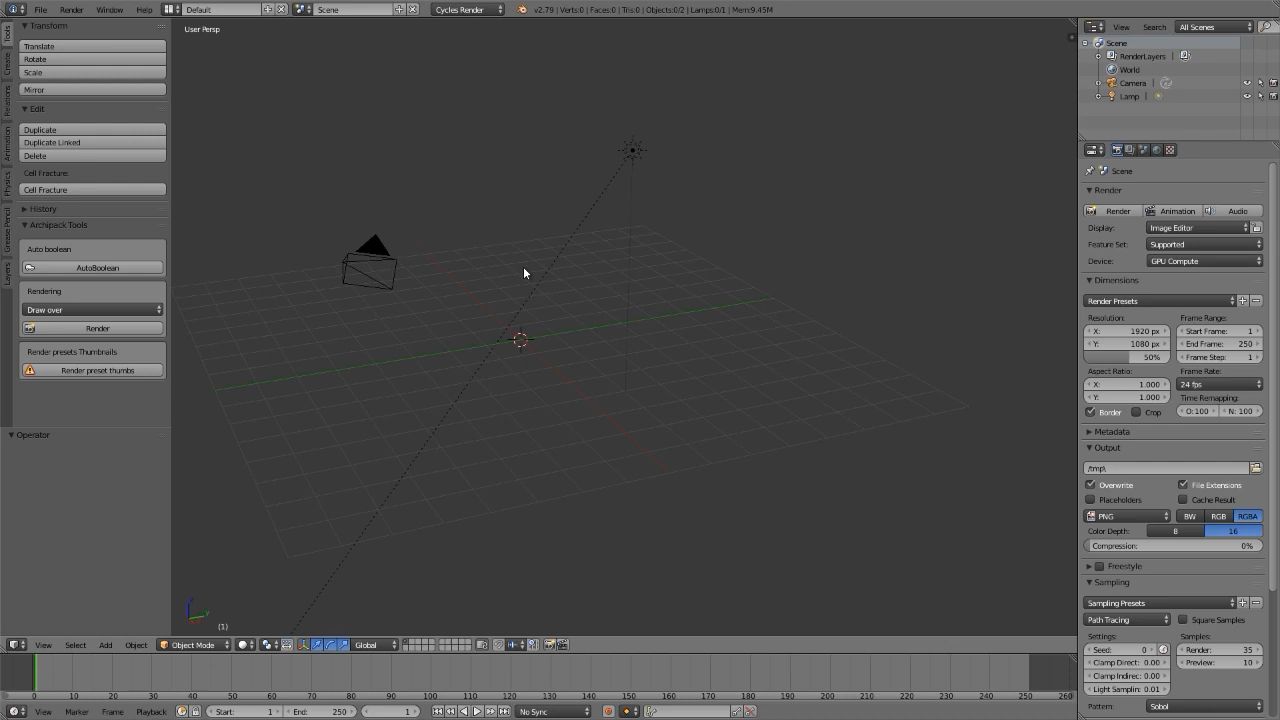 File Render Window Help Default Scene Cycles Render v2.79 | Verts:0 | Faces:0 | Tris:0 | Objects:0/2 | Lamps:0/1 | Mem:9.45M
Tools
Create
Relations
Animation
Physics
Grease Pencil
Layers
Transform
Translate
Rotate
Scale
Mirror
Edit
Duplicate
Duplicate Linked
Delete
Cell Fracture:
Cell Fracture
History
Archipack Tools
Auto boolean
AutoBoolean
Rendering
Draw over
Render
Render presets Thumbnails
Render preset thumbs
Operator
User Persp
(1)
View Select Add Object Object Mode Global
View Search All Scenes
Scene
RenderLayers
World
Camera
Lamp
Scene
Render
Render Animation Audio
Display: Image Editor
Feature Set: Supported
Device: GPU Compute
Dimensions
Render Presets
Resolution: Frame Range:
X: 1920 px Start Frame: 1
Y: 1080 px End Frame: 250
50% Frame Step: 1
Aspect Ratio: Frame Rate:
X: 1.000 24 fps
Y: 1.000 Time Remapping:
Border Crop O: 100 N: 100
Metadata
Output
/tmp\
Overwrite File Extensions
Placeholders Cache Result
PNG BW RGB RGBA
Color Depth: 8 16
Compression: 0%
Freestyle
Sampling
Sampling Presets
Path Tracing Square Samples
Settings: Samples:
Seed: 0 Render: 35
Clamp Direct: 0.00 Preview: 10
Clamp Indirec: 0.00
Light Samplin: 0.01
Pattern: Sobol
0 10 20 30 40 50 60 70 80 90 100 110 120 130 140 150 160 170 180 190 200 210 220 230 240 250 260
View Marker Frame Playback Start: 1 End: 250 1 No Sync